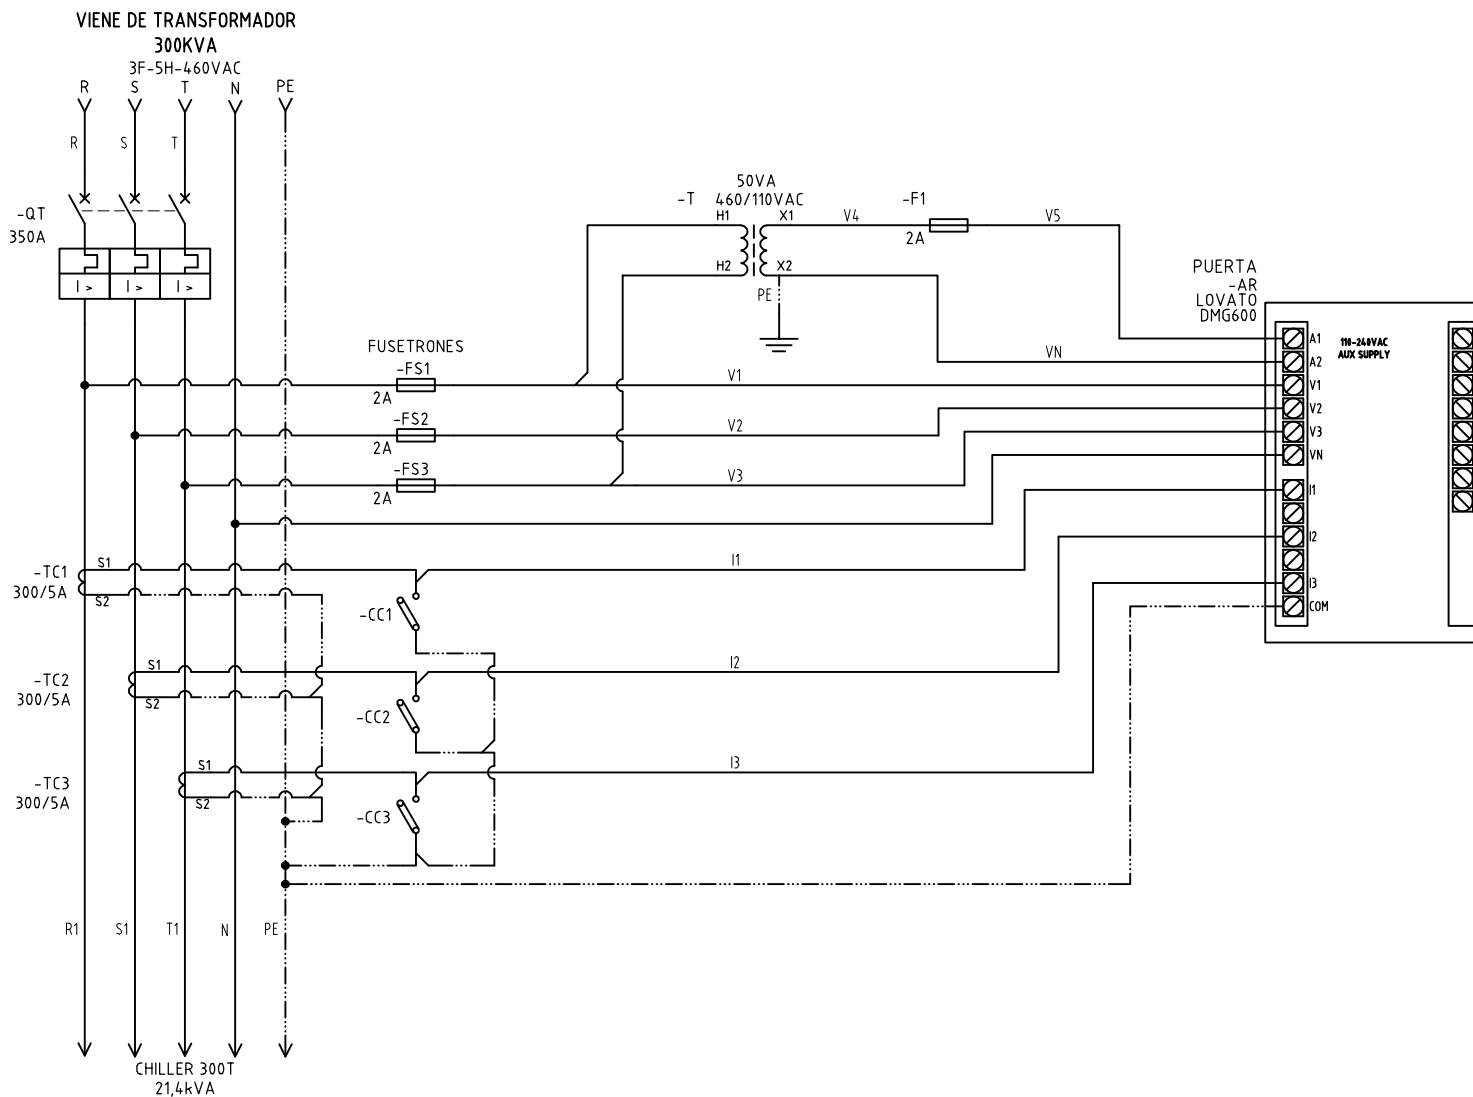 VIENE DE TRANSFORMADOR
300KVA
3F-5H-460VAC
R S T N PE
R S T
-QT
350A
I > I > I >
50VA
-T 460/110VAC
H1 X1
H2 X2
PE
V4
-F1
2A
V5
PUERTA
-AR
LOVATO
DMG600
110-240VAC
AUX SUPPLY
A1
A2
V1
V2
V3
VN
I1
I2
I3
COM
VN
FUSETRONES
-FS1
2A
V1
-FS2
2A
V2
-FS3
2A
V3
-TC1
300/5A
S1
S2
-CC1
I1
-TC2
300/5A
S1
S2
-CC2
I2
-TC3
300/5A
S1
S2
-CC3
I3
R1 S1 T1 N PE
CHILLER 300T
21,4kVA